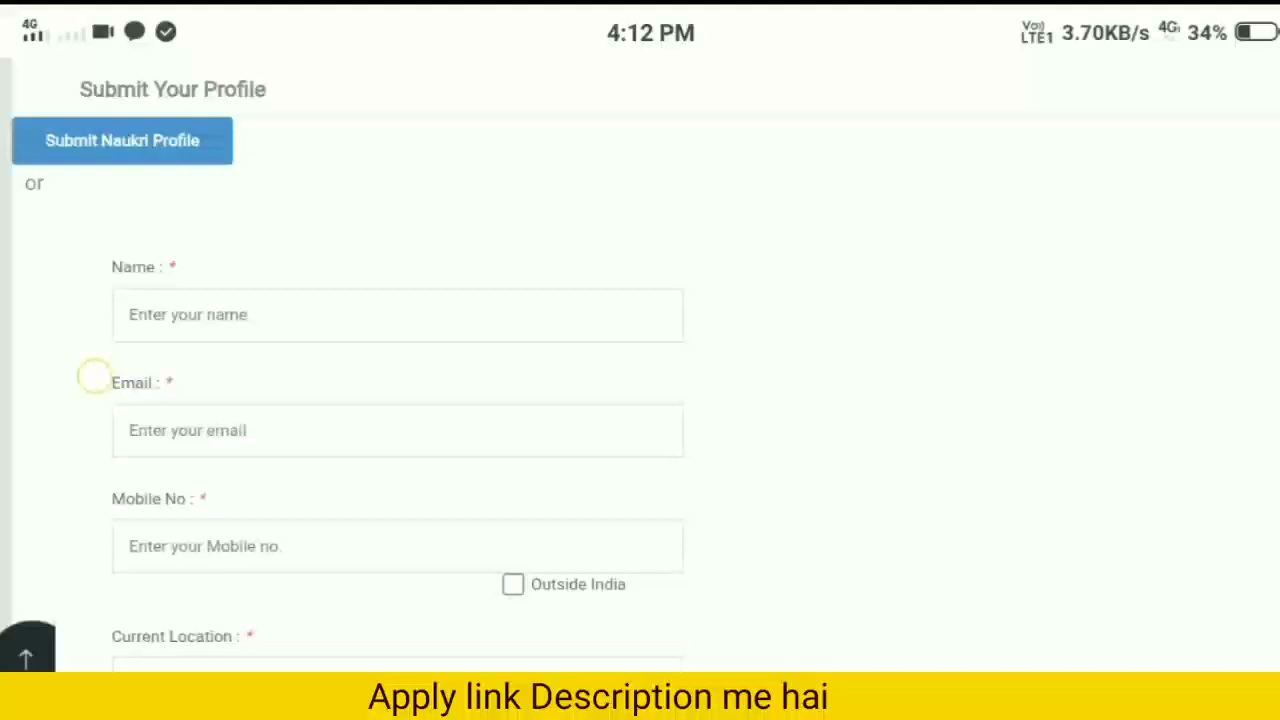 4G 4:12 PM Vo)) LTE1 3.70KB/s 4G 34%
Submit Your Profile
Submit Naukri Profile
or
Name : *
Enter your name
Email : *
Enter your email
Mobile No : *
Enter your Mobile no.
Outside India
Current Location : *
Apply link Description me hai